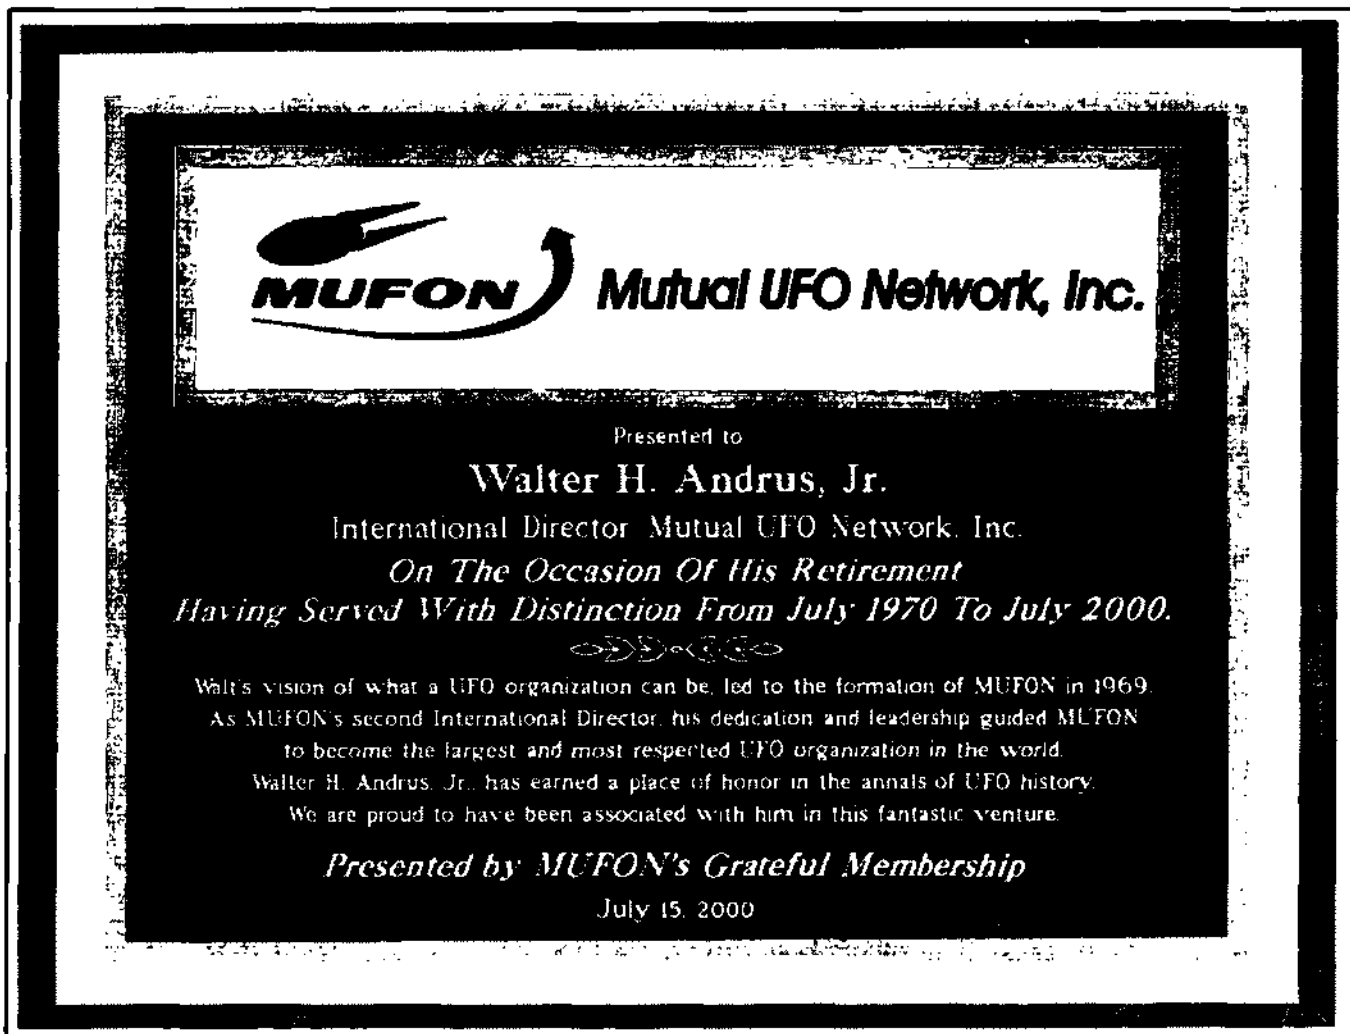 MUFON Mutual UFO Network, Inc.
Presented to
Walter H. Andrus, Jr.
International Director Mutual UFO Network, Inc.
On The Occasion Of His Retirement
Having Served With Distinction From July 1970 To July 2000.
Walt's vision of what a UFO organization can be, led to the formation of MUFON in 1969.
As MUFON's second International Director, his dedication and leadership guided MUFON
to become the largest and most respected UFO organization in the world.
Walter H. Andrus, Jr., has earned a place of honor in the annals of UFO history.
We are proud to have been associated with him in this fantastic venture.
Presented by MUFON's Grateful Membership
July 15, 2000